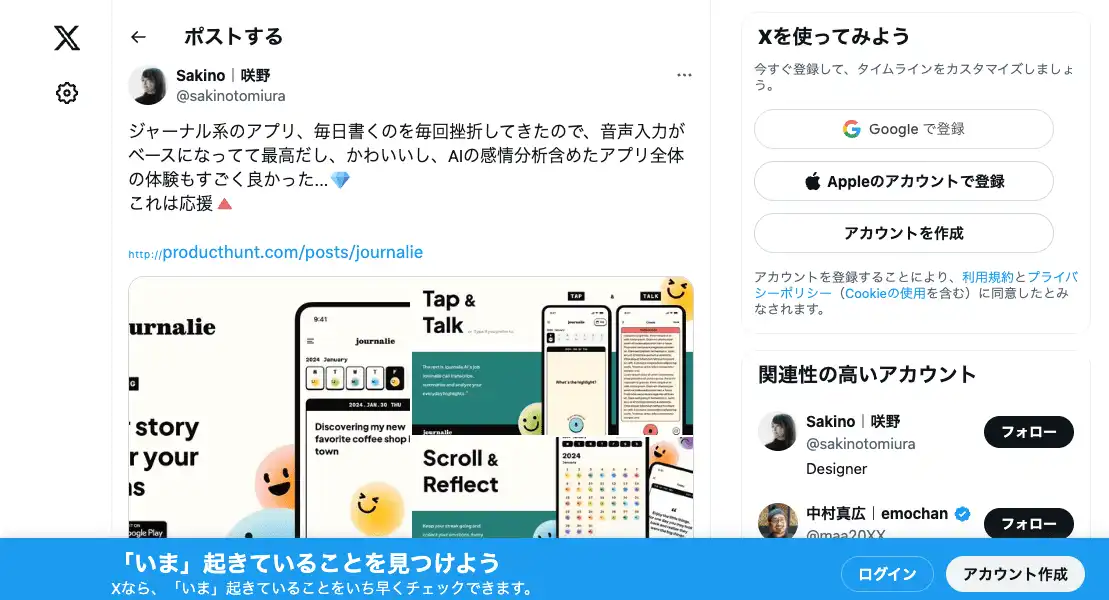 ポストする
Sakino｜咲野
@sakinotomiura
ジャーナル系のアプリ、毎日書くのを毎回挫折してきたので、音声入力が
ベースになってて最高だし、かわいいし、AIの感情分析含めたアプリ全体
の体験もすごく良かった...💎
これは応援🔺
http://producthunt.com/posts/journalie
urnalie
G
story
r your
ns
Google Play
9:41
journalie
2024 January
W T W T F
2024.JAN.30 THU
Discovering my new
favorite coffee shop
town
Tap &
Talk
TAP & TALK
What's the highlight?
journalie
Scroll &
Reflect
2024
January
Xを使ってみよう
今すぐ登録して、タイムラインをカスタマイズしましょ
う。
Google で登録
Appleのアカウントで登録
アカウントを作成
アカウントを登録することにより、利用規約とプライバ
シーポリシー（Cookieの使用を含む）に同意したとみ
なされます。
関連性の高いアカウント
Sakino｜咲野
@sakinotomiura
Designer
フォロー
中村真広｜emochan
@maa20XX
フォロー
「いま」起きていることを見つけよう
Xなら、「いま」起きていることをいち早くチェックできます。
ログイン
アカウント作成